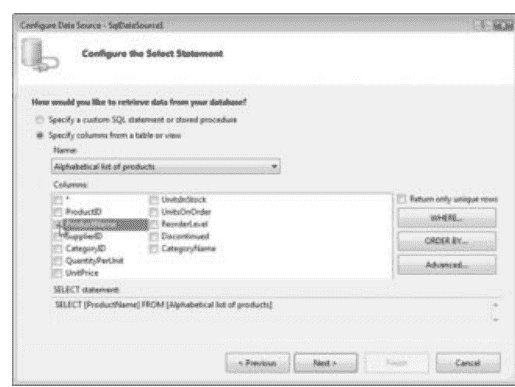 Configure Data Source - SqlDataSource1
Configure the Select Statement
How would you like to retrieve data from your database?
Specify a custom SQL statement or stored procedure
Specify columns from a table or view
Name:
Alphabetical list of products
Columns:
* UnitsInStock Return only unique rows
ProductID UnitsOnOrder WHERE...
ReorderLevel
SupplierID Discontinued ORDER BY...
CategoryID CategoryName
QuantityPerUnit Advanced...
UnitPrice
SELECT statement:
SELECT [ProductName] FROM [Alphabetical list of products]
< Previous Next > Finish Cancel